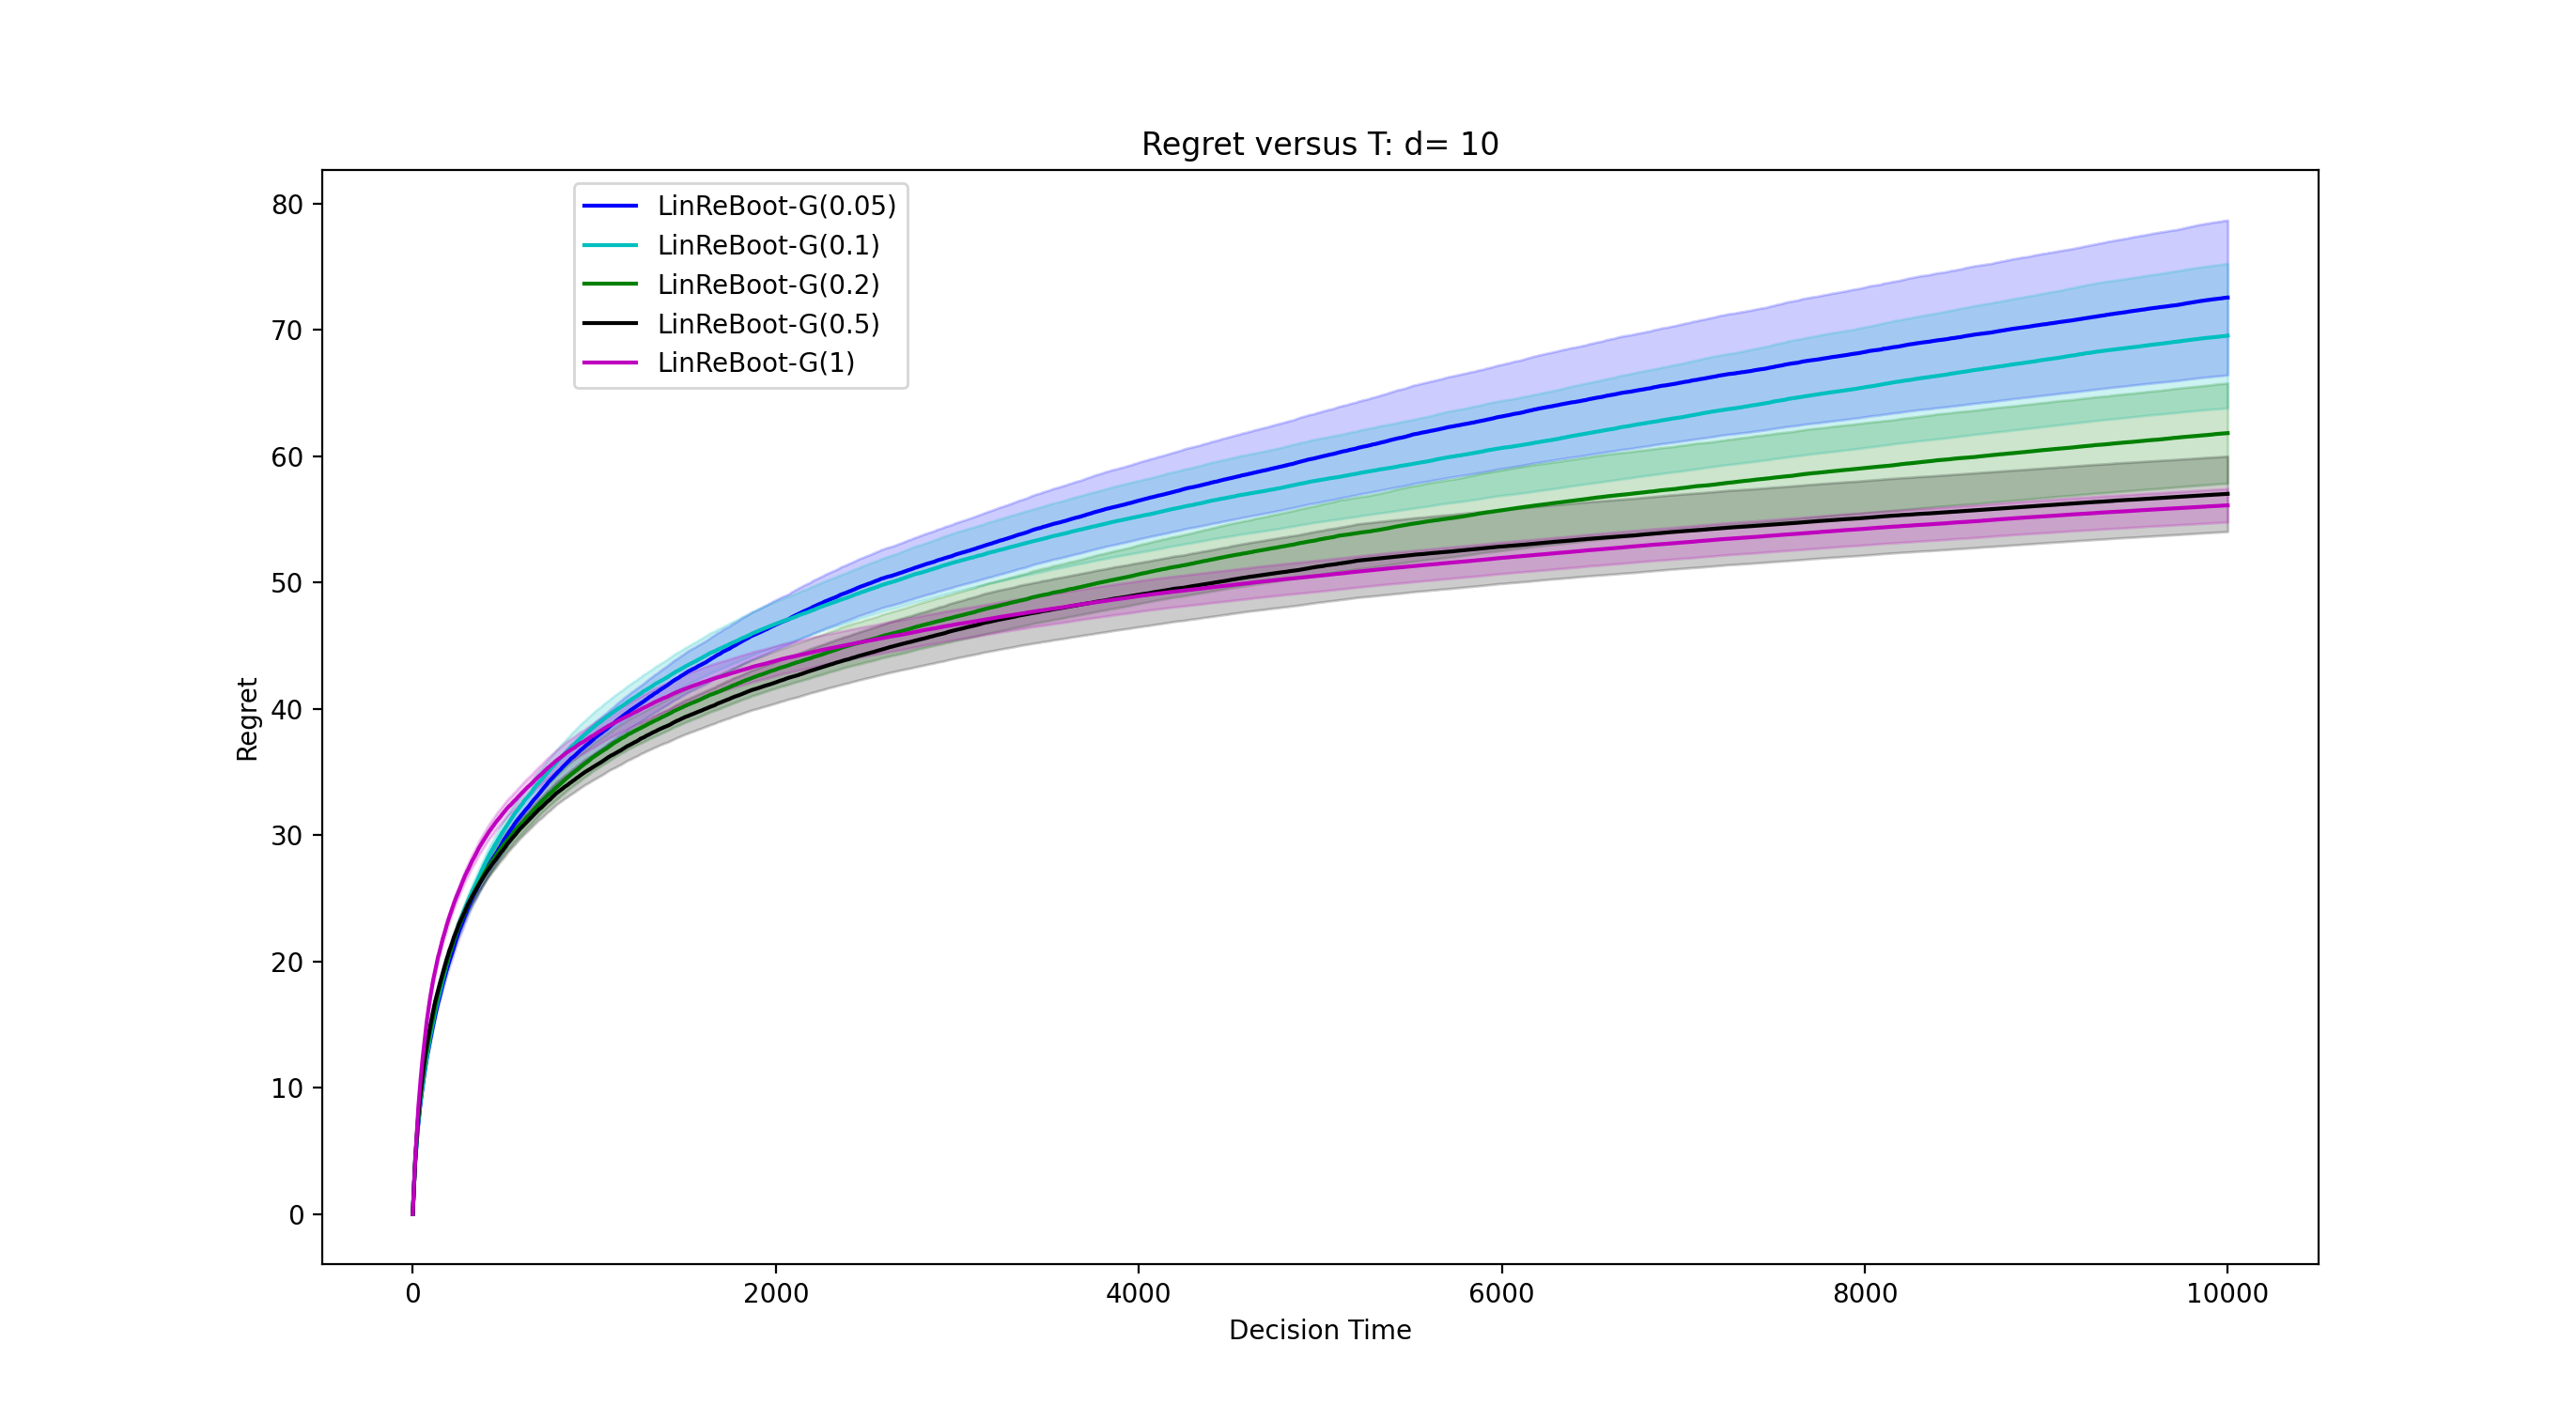 Regret versus T: d= 10
80
70
60
50
40
30
20
10
0
Regret
LinReBoot-G(0.05)
LinReBoot-G(0.1)
LinReBoot-G(0.2)
LinReBoot-G(0.5)
LinReBoot-G(1)
0 2000 4000 6000 8000 10000
Decision Time